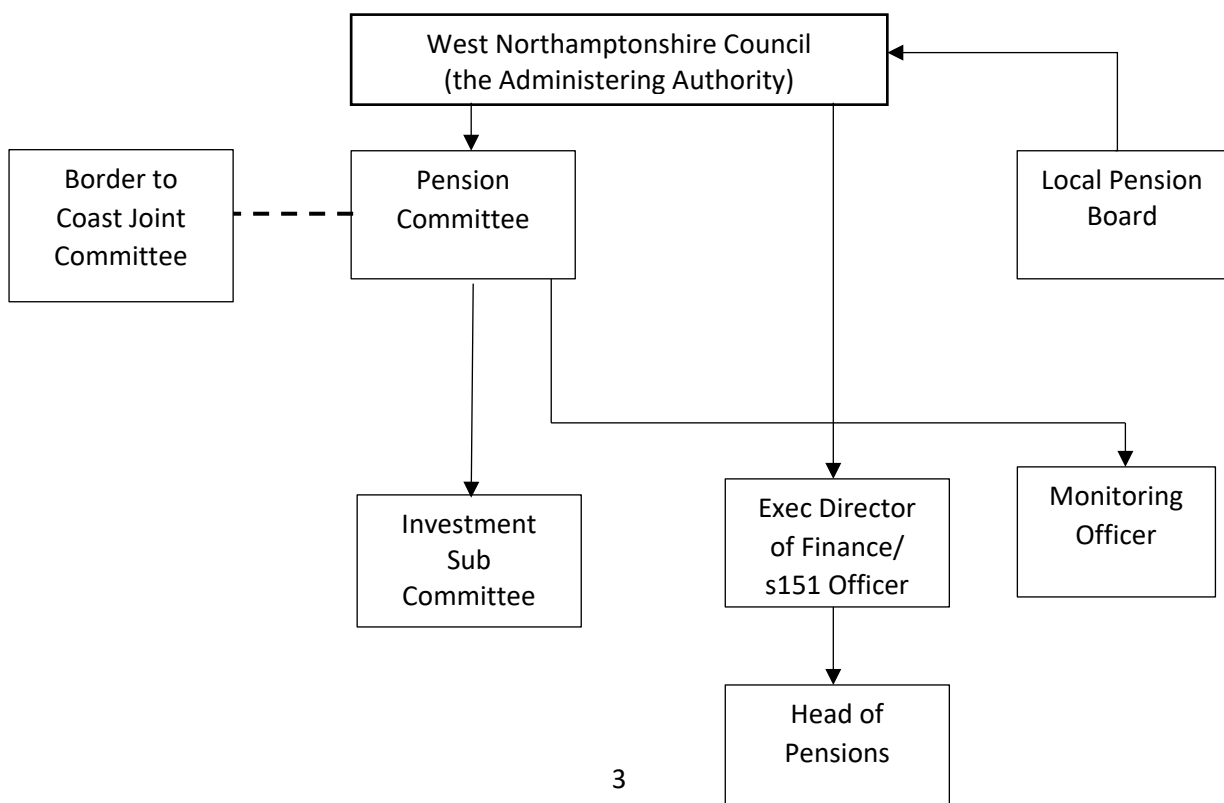 West Northamptonshire Council
(the Administering Authority)
Border to
Coast Joint
Committee
Pension
Committee
Local Pension
Board
Investment
Sub
Committee
Exec Director
of Finance/
s151 Officer
Monitoring
Officer
Head of
Pensions
3